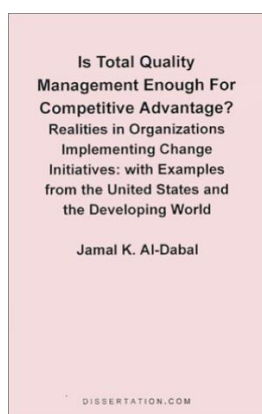 Is Total Quality
Management Enough For
Competitive Advantage?
Realities in Organizations
Implementing Change
Initiatives: with Examples
from the United States and
the Developing World
Jamal K. Al-Dabal
DISSERTATION.COM